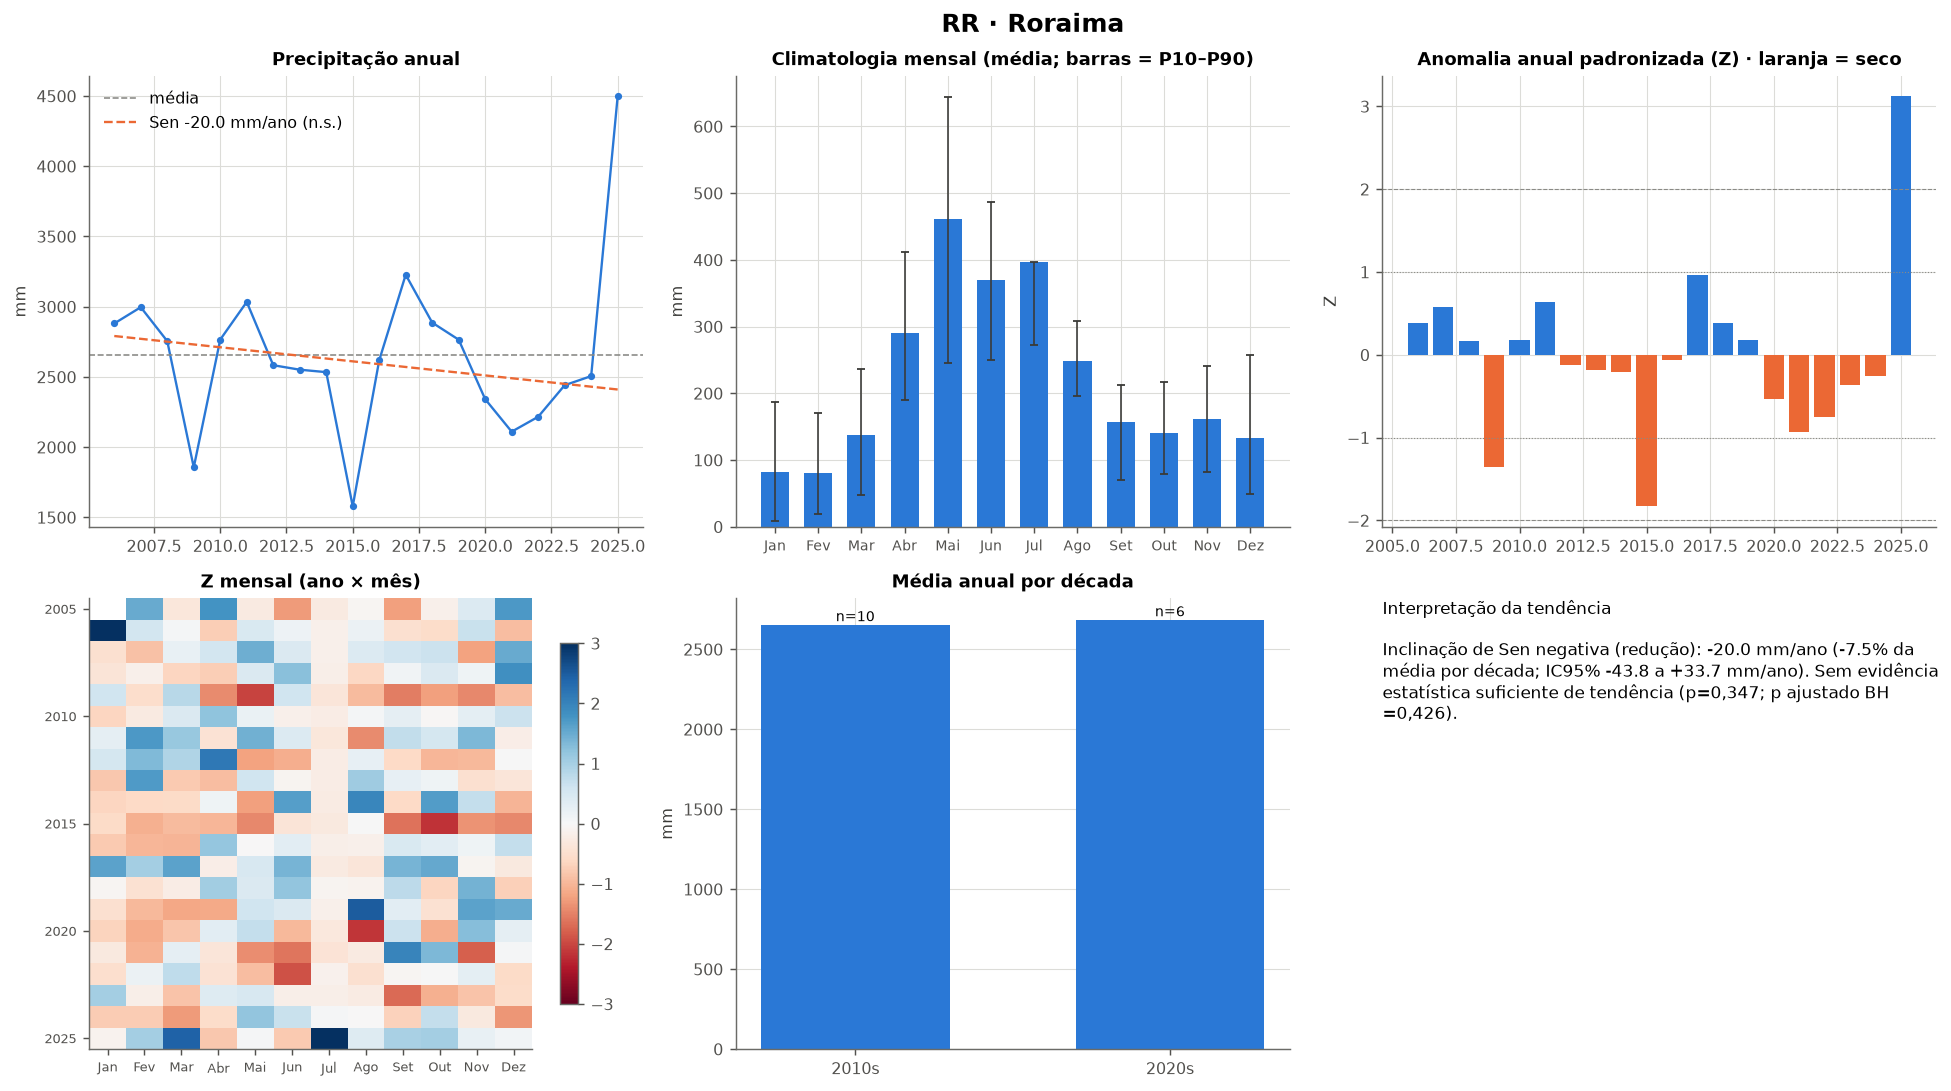 RR · Roraima
Precipitação anual
média
Sen -20.0 mm/ano (n.s.)
mm
4500
4000
3500
3000
2500
2000
1500
2007.5 2010.0 2012.5 2015.0 2017.5 2020.0 2022.5 2025.0
Climatologia mensal (média; barras = P10–P90)
mm
600
500
400
300
200
100
0
Jan Fev Mar Abr Mai Jun Jul Ago Set Out Nov Dez
Anomalia anual padronizada (Z) · laranja = seco
Z
3
2
1
0
−1
−2
2005.0 2007.5 2010.0 2012.5 2015.0 2017.5 2020.0 2022.5 2025.0
Z mensal (ano × mês)
2005
2010
2015
2020
2025
Jan Fev Mar Abr Mai Jun Jul Ago Set Out Nov Dez
3
2
1
0
−1
−2
−3
Média anual por década
mm
2500
2000
1500
1000
500
0
n=10
n=6
2010s 2020s
Interpretação da tendência
Inclinação de Sen negativa (redução): -20.0 mm/ano (-7.5% da
média por década; IC95% -43.8 a +33.7 mm/ano). Sem evidência
estatística suficiente de tendência (p=0,347; p ajustado BH
=0,426).